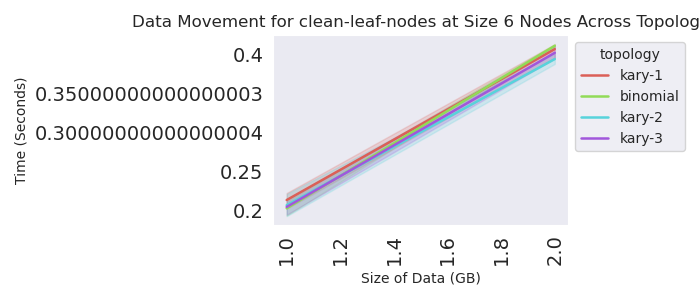 Data Movement for clean-leaf-nodes at Size 6 Nodes Across Topolog
Time (Seconds)
0.4
0.35000000000000003
0.30000000000000004
0.25
0.2
1.0
1.2
1.4
1.6
1.8
2.0
Size of Data (GB)
topology
kary-1
binomial
kary-2
kary-3